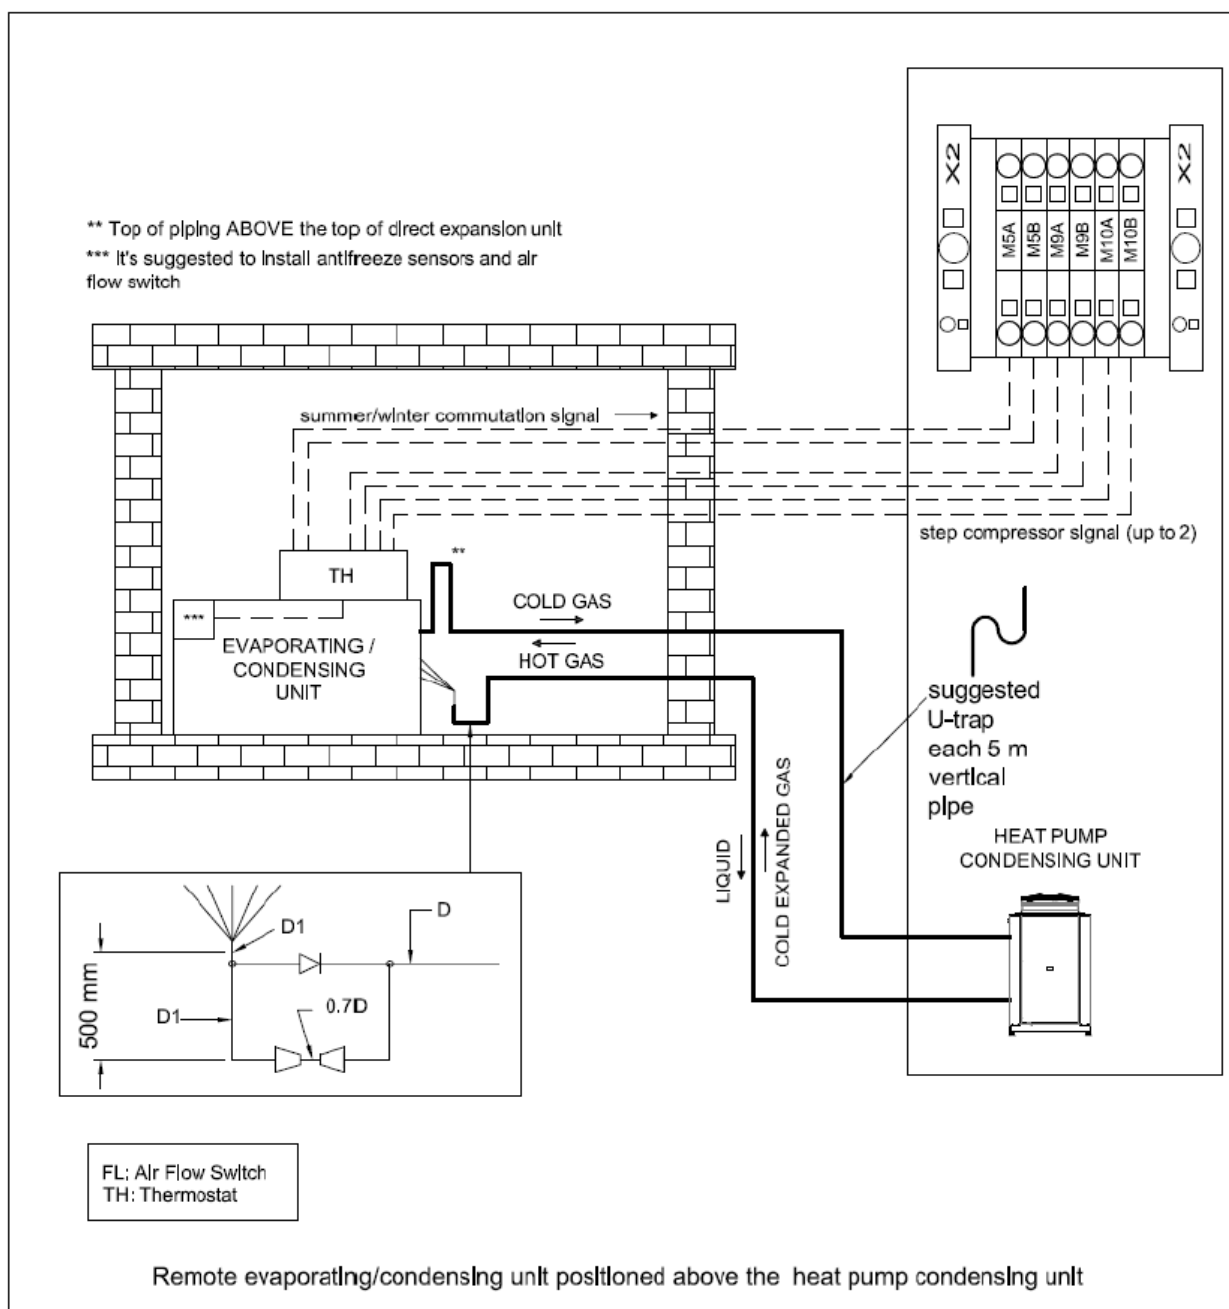 ** Top of piping ABOVE the top of direct expansion unit
*** It's suggested to install antifreeze sensors and air
flow switch
X2
M5A
M5B
M9A
M9B
M10A
M10B
X2
summer/winter commutation signal
step compressor signal (up to 2)
TH
**
***
EVAPORATING /
CONDENSING
UNIT
COLD GAS
HOT GAS
suggested
U-trap
each 5 m
vertical
pipe
LIQUID
COLD EXPANDED GAS
HEAT PUMP
CONDENSING UNIT
D1
D
D1
0.7D
500 mm
FL: Air Flow Switch
TH: Thermostat
Remote evaporating/condensing unit positioned above the heat pump condensing unit